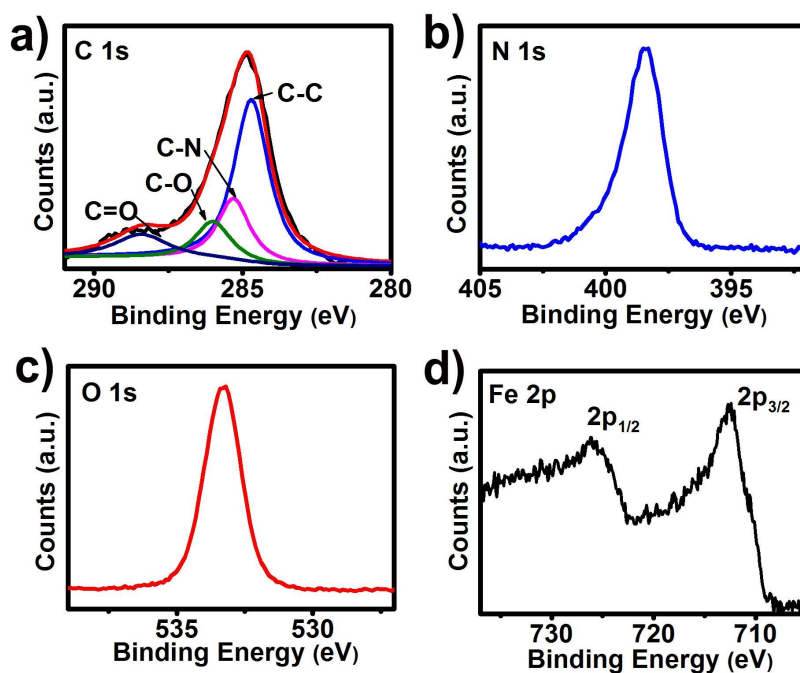 a)
C 1s
C-C
C-N
C-O
C=O
Counts (a.u.)
290 285 280
Binding Energy (eV)
b)
N 1s
Counts (a.u.)
405 400 395
Binding Energy (eV)
c)
O 1s
Counts (a.u.)
535 530
Binding Energy (eV)
d)
Fe 2p
2p1/2
2p3/2
Counts (a.u.)
730 720 710
Binding Energy (eV)